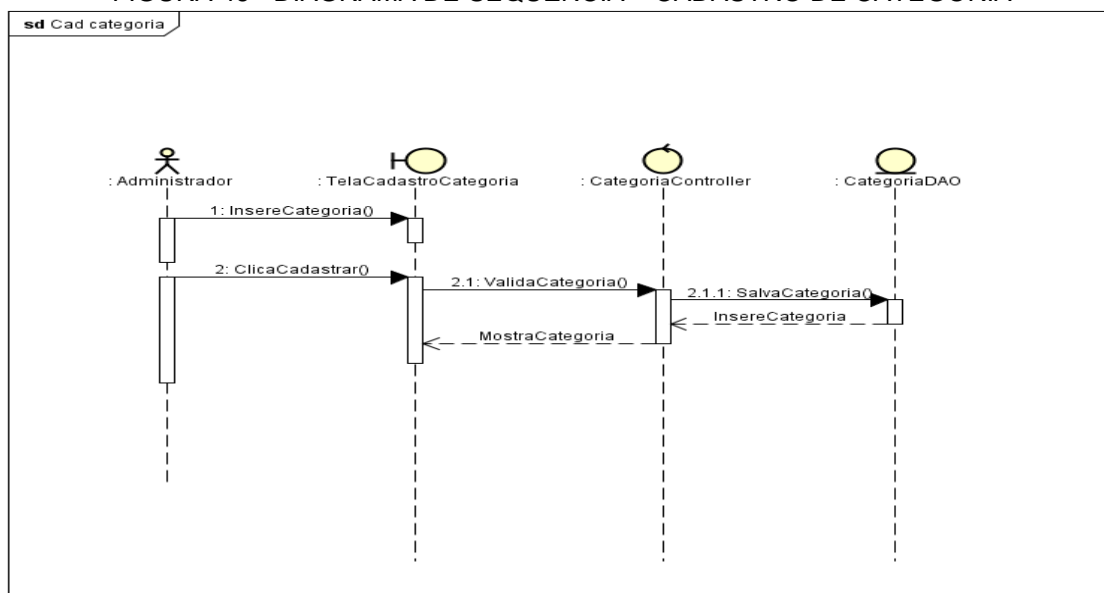 sd Cad categoria
: Administrador
: TelaCadastroCategoria
: CategoriaController
: CategoriaDAO
1: InsereCategoria()
2: ClicaCadastrar()
2.1: ValidaCategoria()
2.1.1: SalvaCategoria()
InsereCategoria
MostraCategoria